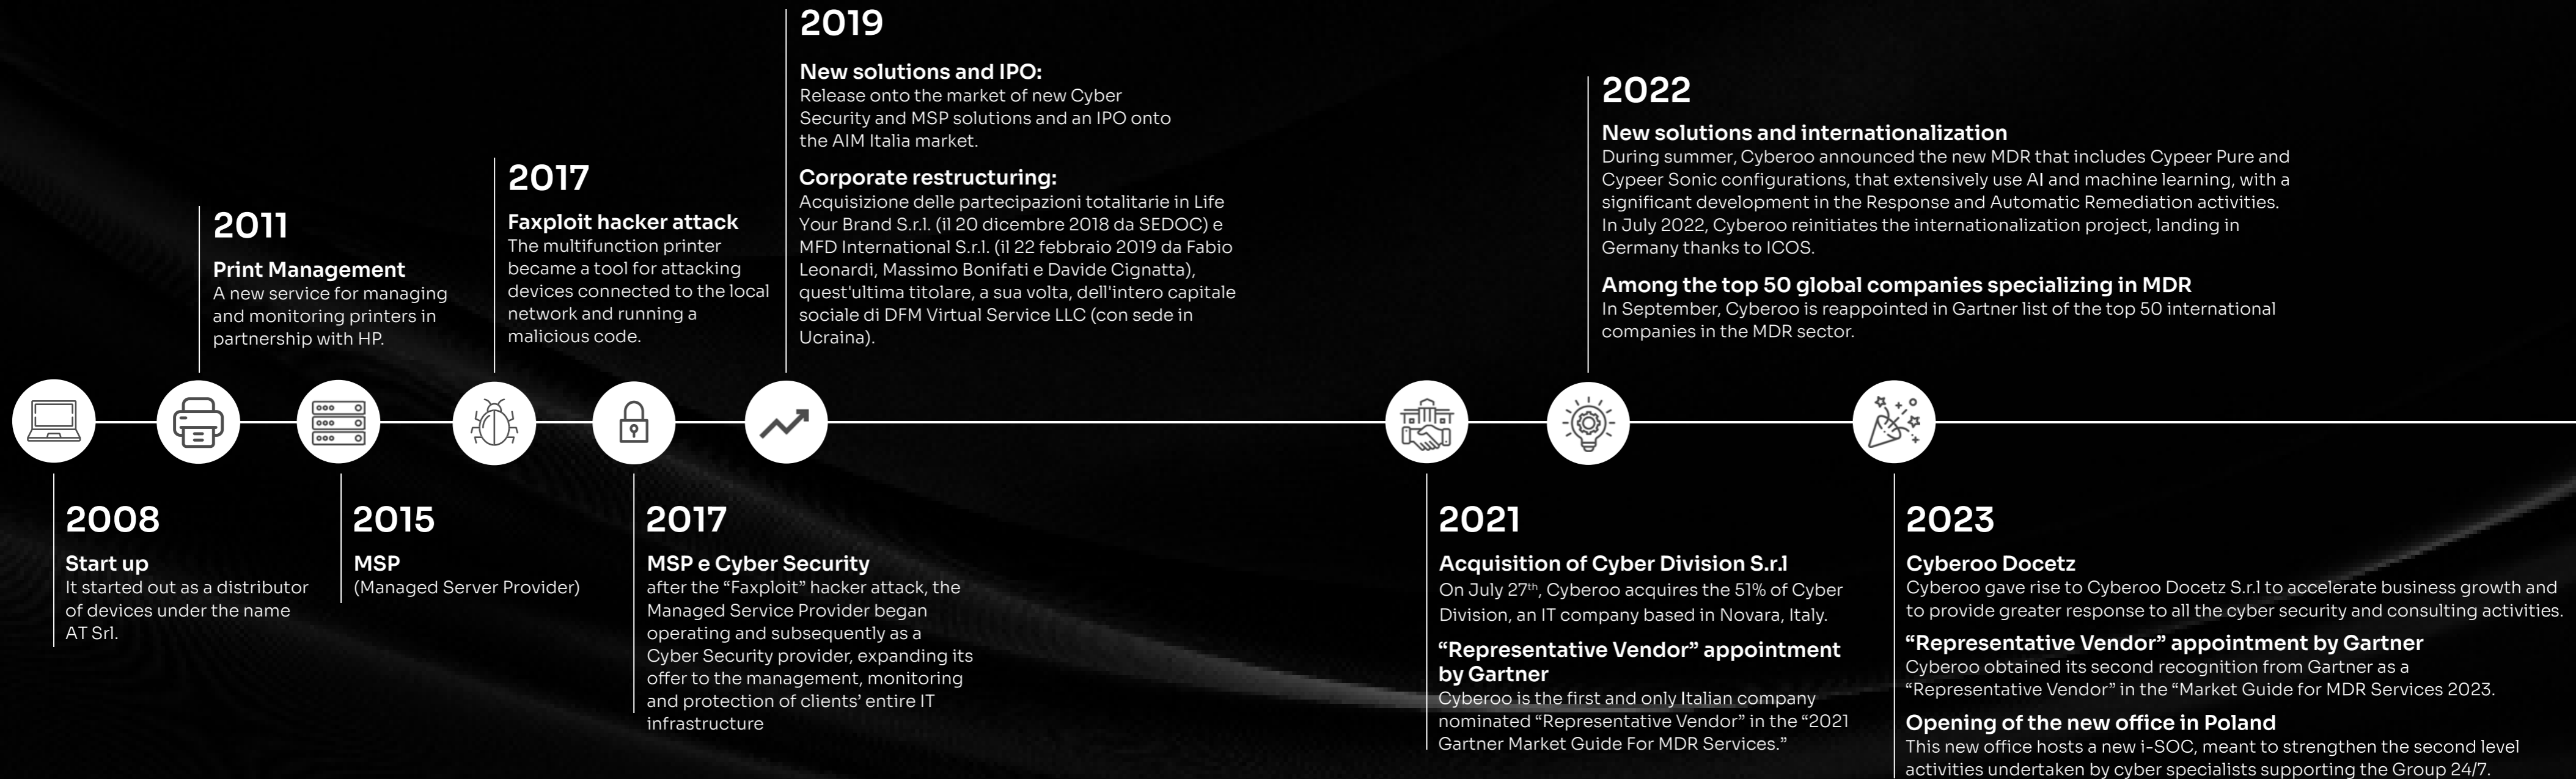 2008
Start up
It started out as a distributor
of devices under the name
AT Srl.
2011
Print Management
A new service for managing
and monitoring printers in
partnership with HP.
2015
MSP
(Managed Server Provider)
2017
Faxploit hacker attack
The multifunction printer
became a tool for attacking
devices connected to the local
network and running a
malicious code.
2017
MSP e Cyber Security
after the “Faxploit” hacker attack, the
Managed Service Provider began
operating and subsequently as a
Cyber Security provider, expanding its
offer to the management, monitoring
and protection of clients’ entire IT
infrastructure
2019
New solutions and IPO:
Release onto the market of new Cyber
Security and MSP solutions and an IPO onto
the AIM Italia market.
Corporate restructuring:
Acquisizione delle partecipazioni totalitarie in Life
Your Brand S.r.l. (il 20 dicembre 2018 da SEDOC) e
MFD International S.r.l. (il 22 febbraio 2019 da Fabio
Leonardi, Massimo Bonifati e Davide Cignatta),
quest'ultima titolare, a sua volta, dell'intero capitale
sociale di DFM Virtual Service LLC (con sede in
Ucraina).
2021
Acquisition of Cyber Division S.r.l
On July 27th, Cyberoo acquires the 51% of Cyber
Division, an IT company based in Novara, Italy.
“Representative Vendor” appointment
by Gartner
Cyberoo is the first and only Italian company
nominated “Representative Vendor” in the “2021
Gartner Market Guide For MDR Services.”
2022
New solutions and internationalization
During summer, Cyberoo announced the new MDR that includes Cypeer Pure and
Cypeer Sonic configurations, that extensively use AI and machine learning, with a
significant development in the Response and Automatic Remediation activities.
In July 2022, Cyberoo reinitiates the internationalization project, landing in
Germany thanks to ICOS.
Among the top 50 global companies specializing in MDR
In September, Cyberoo is reappointed in Gartner list of the top 50 international
companies in the MDR sector.
2023
Cyberoo Docetz
Cyberoo gave rise to Cyberoo Docetz S.r.l to accelerate business growth and
to provide greater response to all the cyber security and consulting activities.
“Representative Vendor” appointment by Gartner
Cyberoo obtained its second recognition from Gartner as a
“Representative Vendor” in the “Market Guide for MDR Services 2023.
Opening of the new office in Poland
This new office hosts a new i-SOC, meant to strengthen the second level
activities undertaken by cyber specialists supporting the Group 24/7.